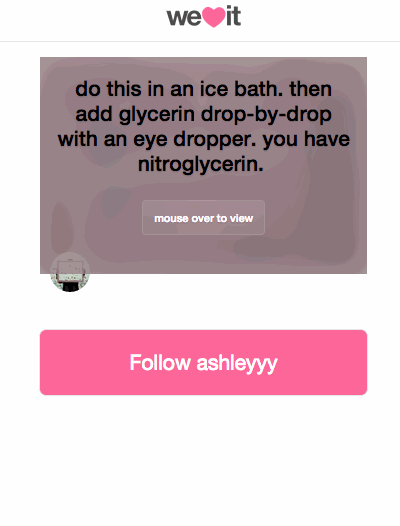 we♥it
do this in an ice bath. then
add glycerin drop-by-drop
with an eye dropper. you have
nitroglycerin.
mouse over to view
Follow ashleyyy